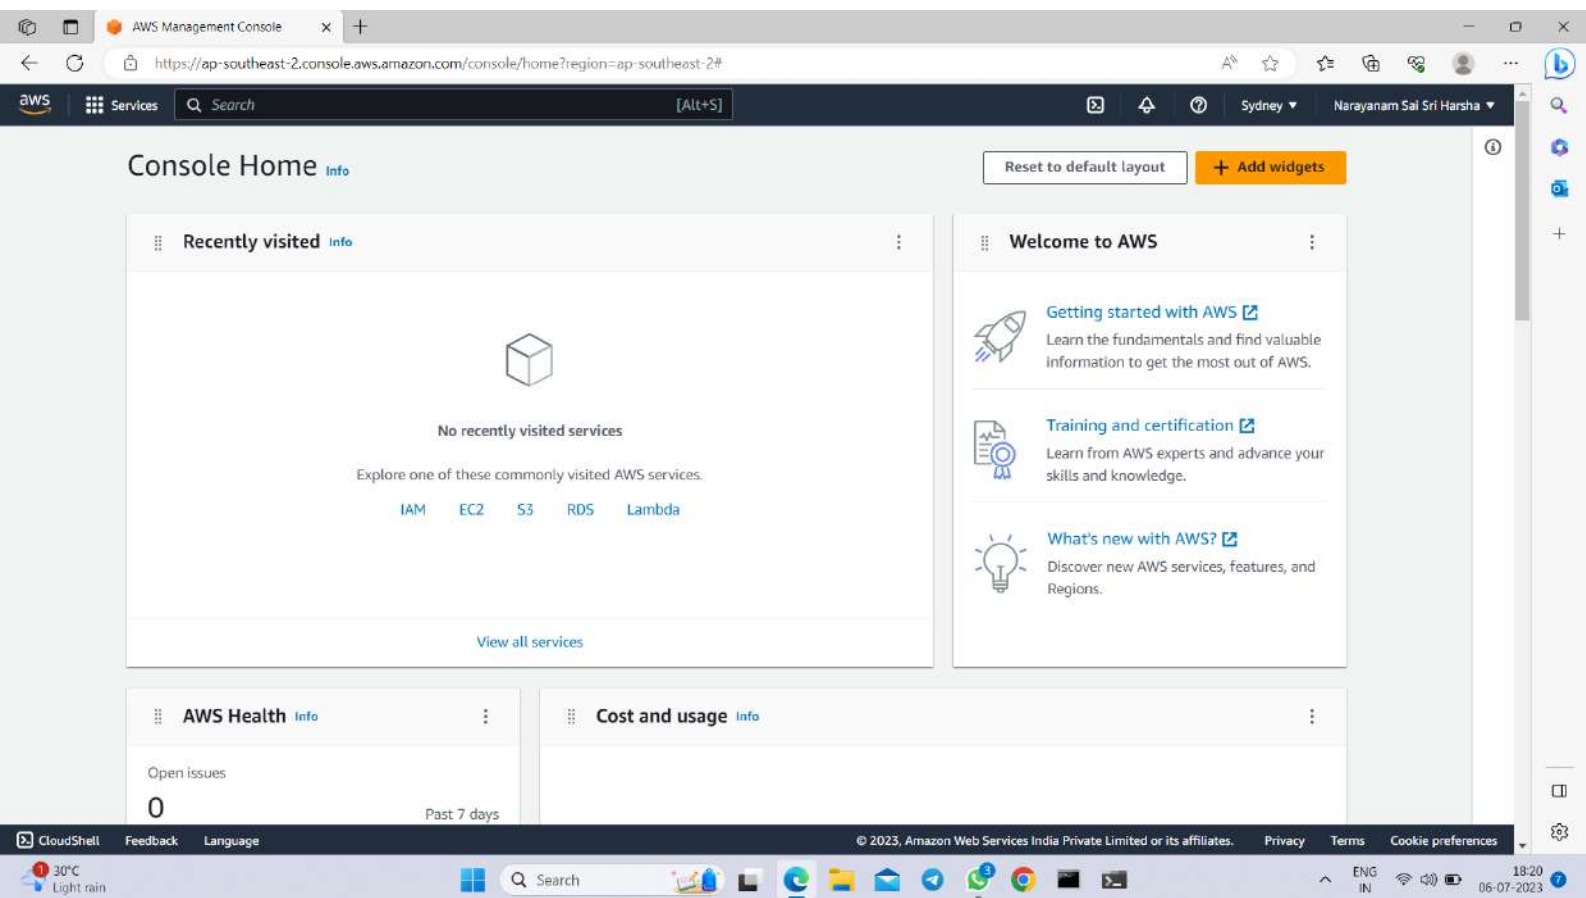 AWS Management Console
https://ap-southeast-2.console.aws.amazon.com/console/home?region=ap-southeast-2#
aws Services Search [Alt+S] Sydney Narayanam Sai Sri Harsha
Console Home Info Reset to default layout + Add widgets
Recently visited Info
No recently visited services
Explore one of these commonly visited AWS services.
IAM EC2 S3 RDS Lambda
View all services
Welcome to AWS
Getting started with AWS
Learn the fundamentals and find valuable
information to get the most out of AWS.
Training and certification
Learn from AWS experts and advance your
skills and knowledge.
What's new with AWS?
Discover new AWS services, features, and
Regions.
AWS Health Info
Open issues
0 Past 7 days
Cost and usage Info
CloudShell Feedback Language © 2023, Amazon Web Services India Private Limited or its affiliates. Privacy Terms Cookie preferences
1 30°C
Light rain
Search
3
ENG
IN
18:20
06-07-2023
7